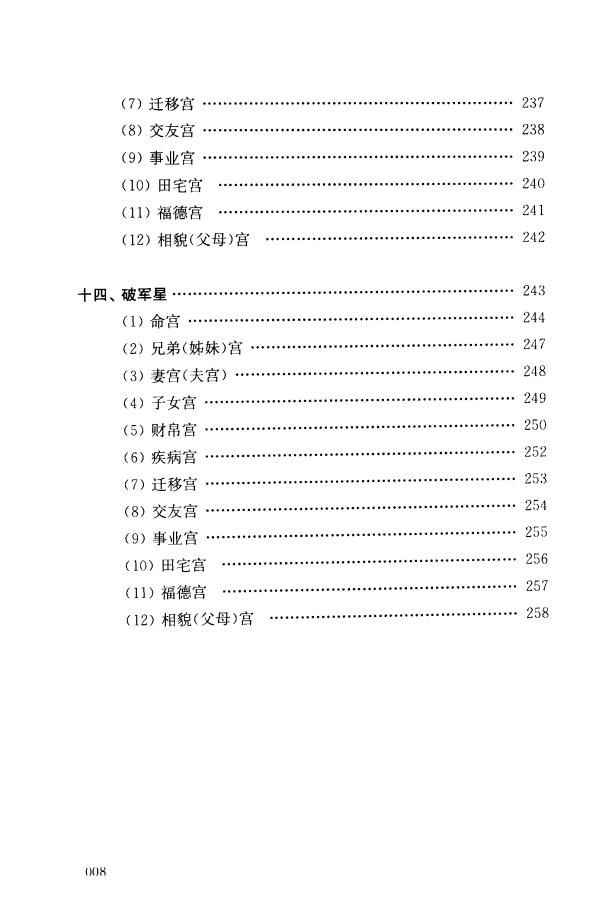 (7) 迁移宫 …………………………………………………… 237
(8) 交友宫 …………………………………………………… 238
(9) 事业宫 …………………………………………………… 239
(10) 田宅宫 ………………………………………………… 240
(11) 福德宫 ………………………………………………… 241
(12) 相貌(父母)宫 ………………………………………… 242
十四、破军星 ………………………………………………………… 243
(1) 命宫 ……………………………………………………… 244
(2) 兄弟(姊妹)宫 …………………………………………… 247
(3) 妻宫(夫宫) ……………………………………………… 248
(4) 子女宫 …………………………………………………… 249
(5) 财帛宫 …………………………………………………… 250
(6) 疾病宫 …………………………………………………… 252
(7) 迁移宫 …………………………………………………… 253
(8) 交友宫 …………………………………………………… 254
(9) 事业宫 …………………………………………………… 255
(10) 田宅宫 ………………………………………………… 256
(11) 福德宫 ………………………………………………… 257
(12) 相貌(父母)宫 ………………………………………… 258
008